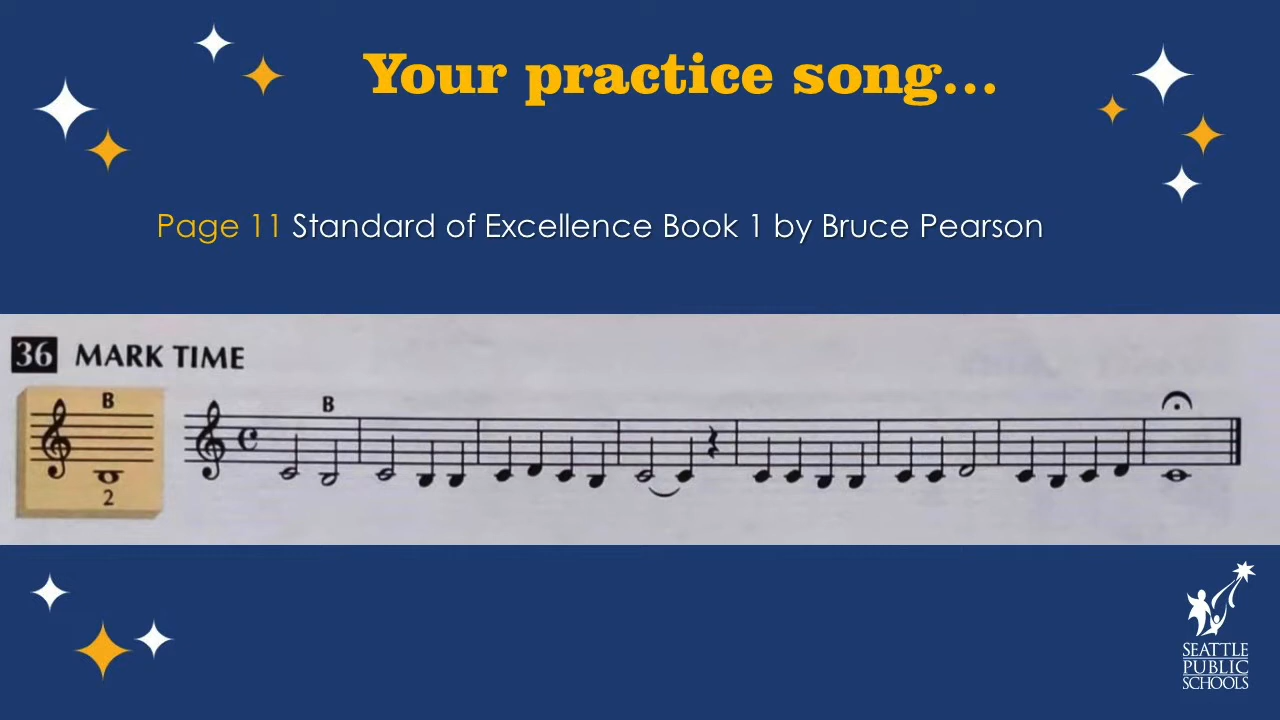 Your practice song...
Page 11 Standard of Excellence Book 1 by Bruce Pearson
36 MARK TIME
B
B
2
SEATTLE
PUBLIC
SCHOOLS